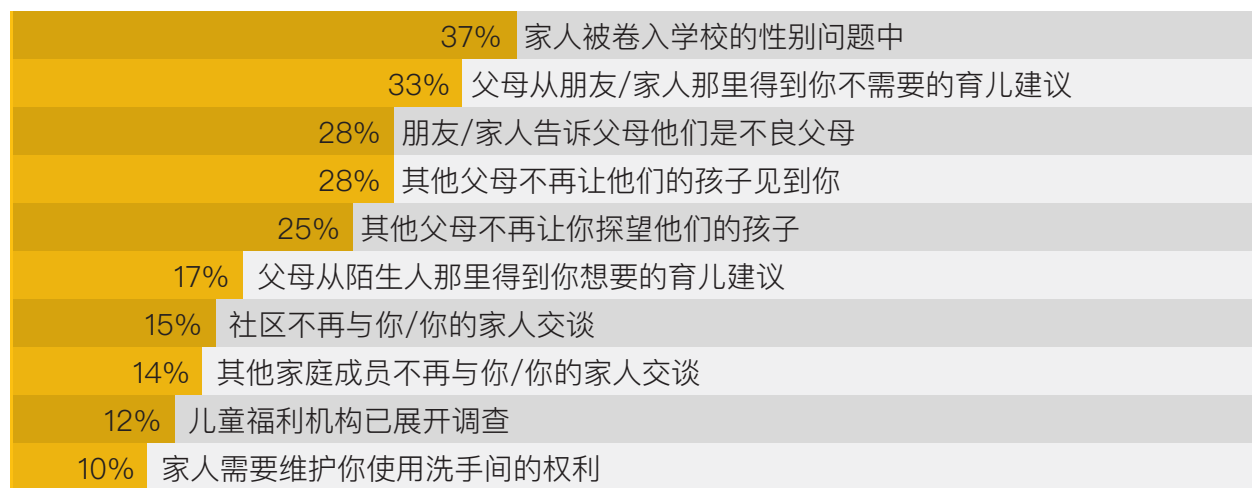 37% 家人被卷入学校的性别问题中
33% 父母从朋友/家人那里得到你不需要的育儿建议
28% 朋友/家人告诉父母他们是不良父母
28% 其他父母不再让他们的孩子见到你
25% 其他父母不再让你探望他们的孩子
17% 父母从陌生人那里得到你想要的育儿建议
15% 社区不再与你/你的家人交谈
14% 其他家庭成员不再与你/你的家人交谈
12% 儿童福利机构已展开调查
10% 家人需要维护你使用洗手间的权利